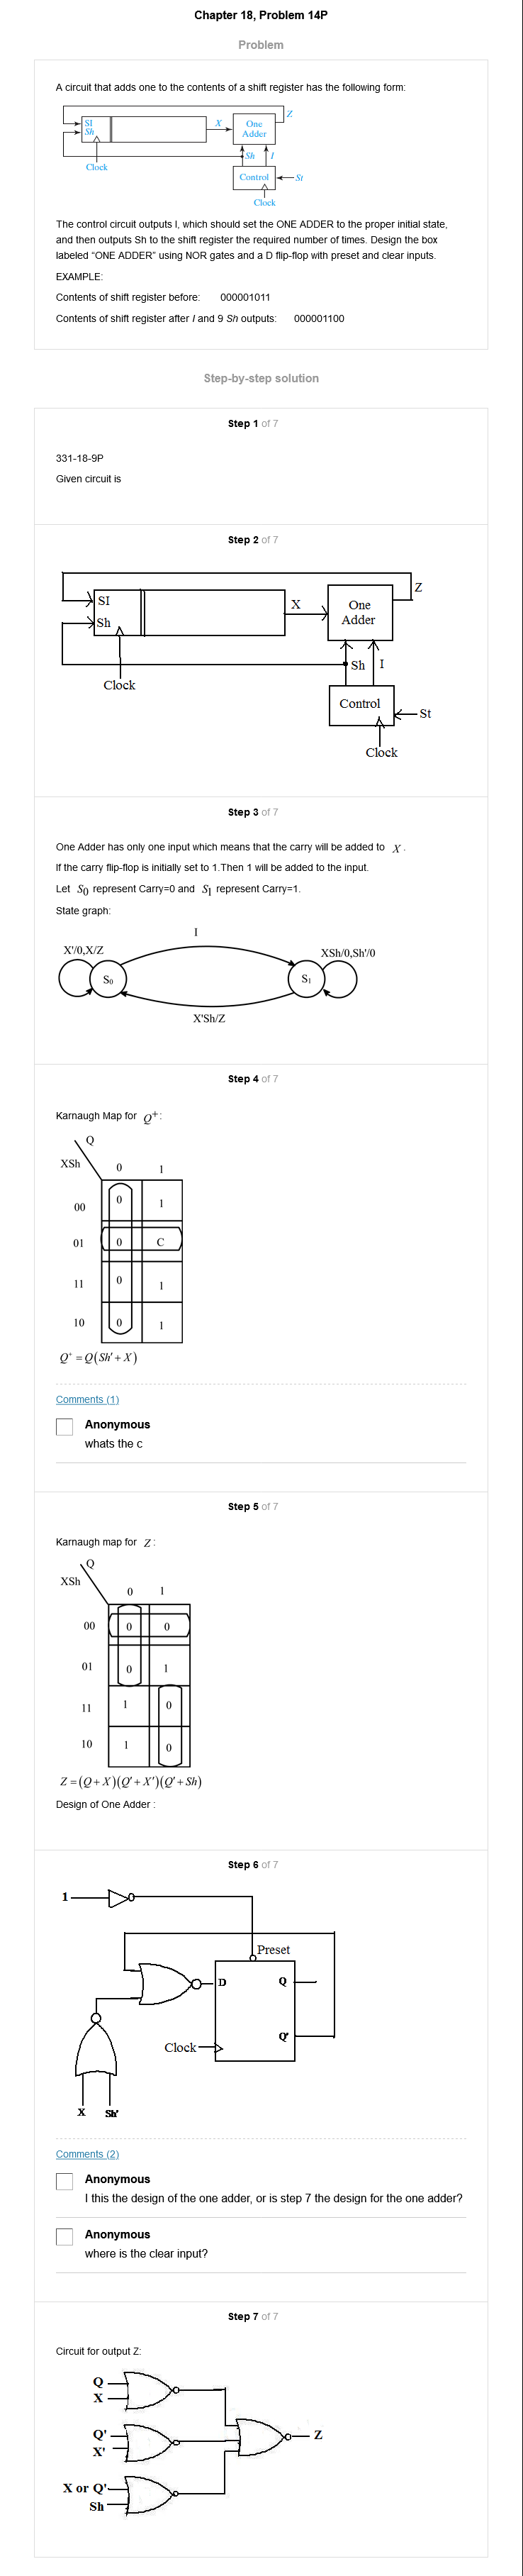 Chapter 18, Problem 14P
Problem
A circuit that adds one to the contents of a shift register has the following form:
Z
SI
Sh
X
One
Adder
Sh I
Clock
Control
St
Clock
The control circuit outputs I, which should set the ONE ADDER to the proper initial state,
and then outputs Sh to the shift register the required number of times. Design the box
labeled “ONE ADDER” using NOR gates and a D flip-flop with preset and clear inputs.
EXAMPLE:
Contents of shift register before: 000001011
Contents of shift register after I and 9 Sh outputs: 000001100
Step-by-step solution
Step 1 of 7
331-18-9P
Given circuit is
Step 2 of 7
Z
SI
X
One
Adder
Sh
Sh I
Clock
Control
St
Clock
Step 3 of 7
One Adder has only one input which means that the carry will be added to X.
If the carry flip-flop is initially set to 1.Then 1 will be added to the input.
Let S₀ represent Carry=0 and S₁ represent Carry=1.
State graph:
I
X'/0,X/Z
XSh/0,Sh'/0
S₀
S₁
X'Sh/Z
Step 4 of 7
Karnaugh Map for Q⁺:
Q
XSh
0 1
00 0 1
01 0 C
11 0 1
10 0 1
Q⁺ = Q(Sh' + X)
Comments (1)
Anonymous
whats the c
Step 5 of 7
Karnaugh map for Z:
Q
XSh
0 1
00 0 0
01 0 1
11 1 0
10 1 0
Z = (Q + X)(Q' + X')(Q' + Sh)
Design of One Adder :
Step 6 of 7
1
Preset
D Q
Q'
Clock
X Sh'
Comments (2)
Anonymous
I this the design of the one adder, or is step 7 the design for the one adder?
Anonymous
where is the clear input?
Step 7 of 7
Circuit for output Z:
Q
X
Q'
X'
Z
X or Q'
Sh